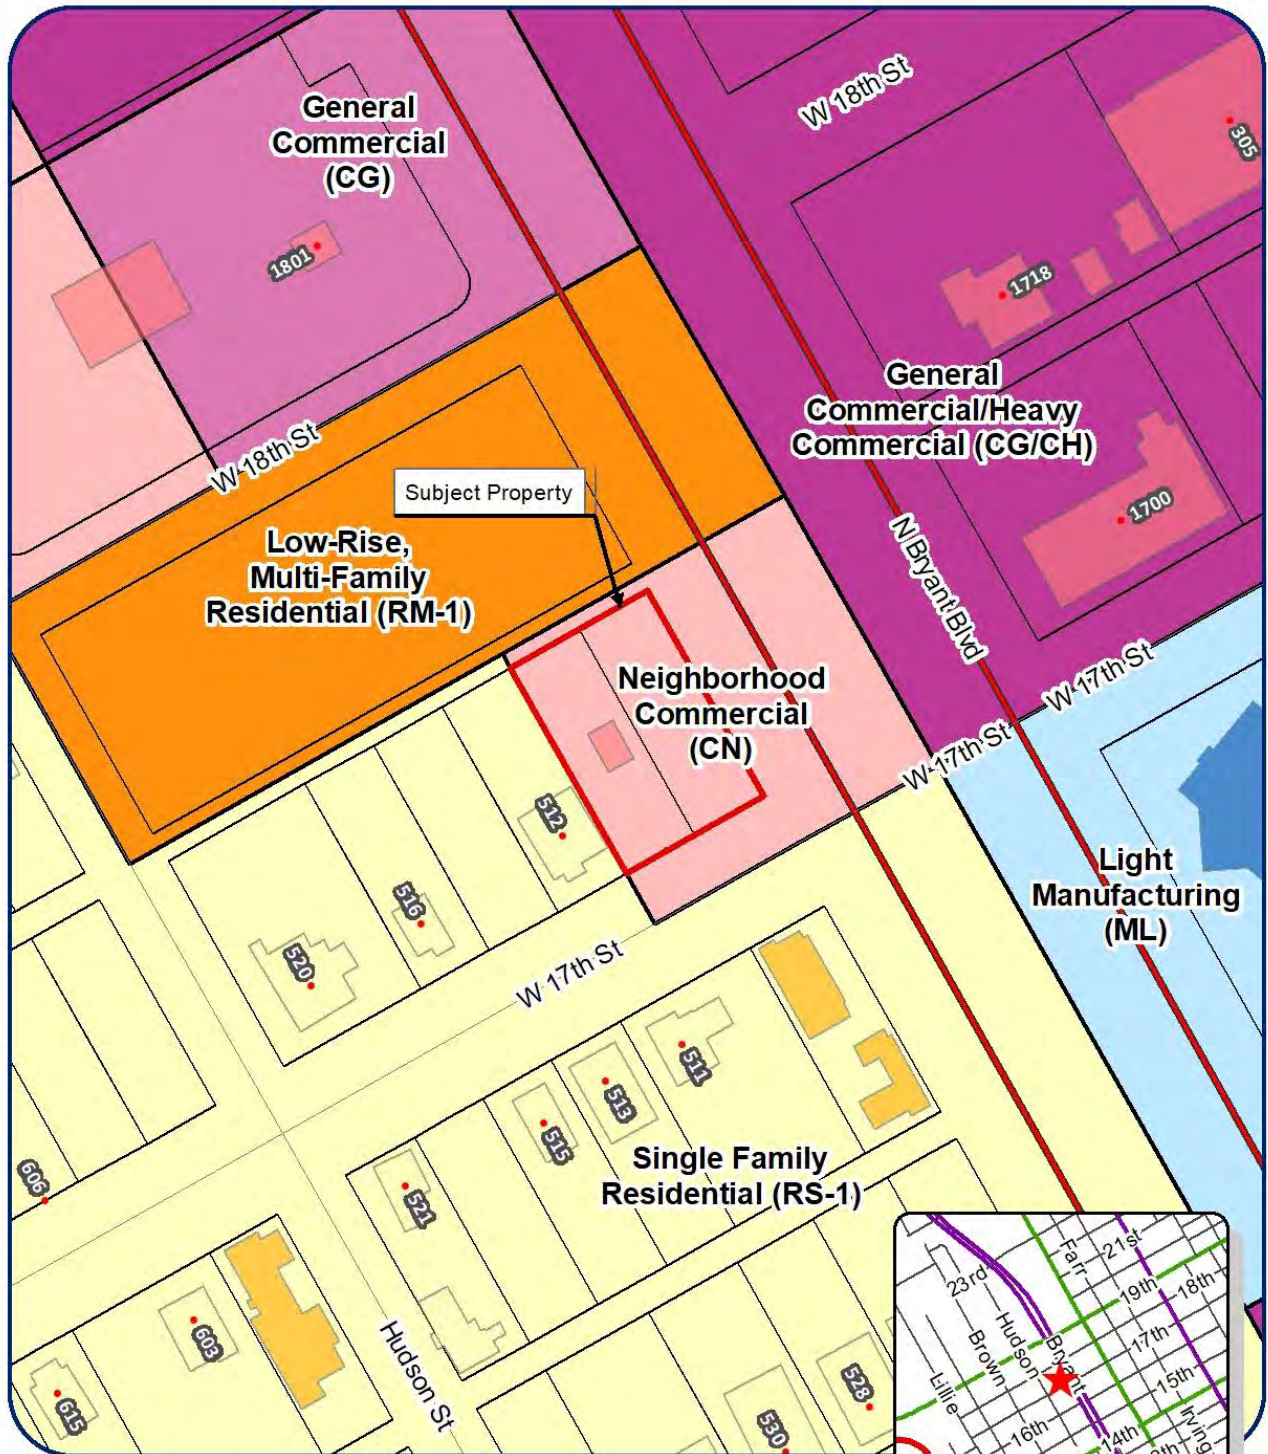 General
Commercial
(CG)
W 18th St
305
1801
1718
General
Commercial/Heavy
Commercial (CG/CH)
W 18th St
Subject Property
1700
Low-Rise,
Multi-Family
Residential (RM-1)
N Bryant Blvd
Neighborhood
Commercial
(CN)
W 17th St
W 17th St
512
Light
Manufacturing
(ML)
516
520
W 17th St
511
513
515
Single Family
Residential (RS-1)
606
521
603
Hudson St
615
528
530
21st
Farr
23rd
19th
18th
Hudson
Bryant
17th
Brown
Lillie
15th
Irving
16th
14th